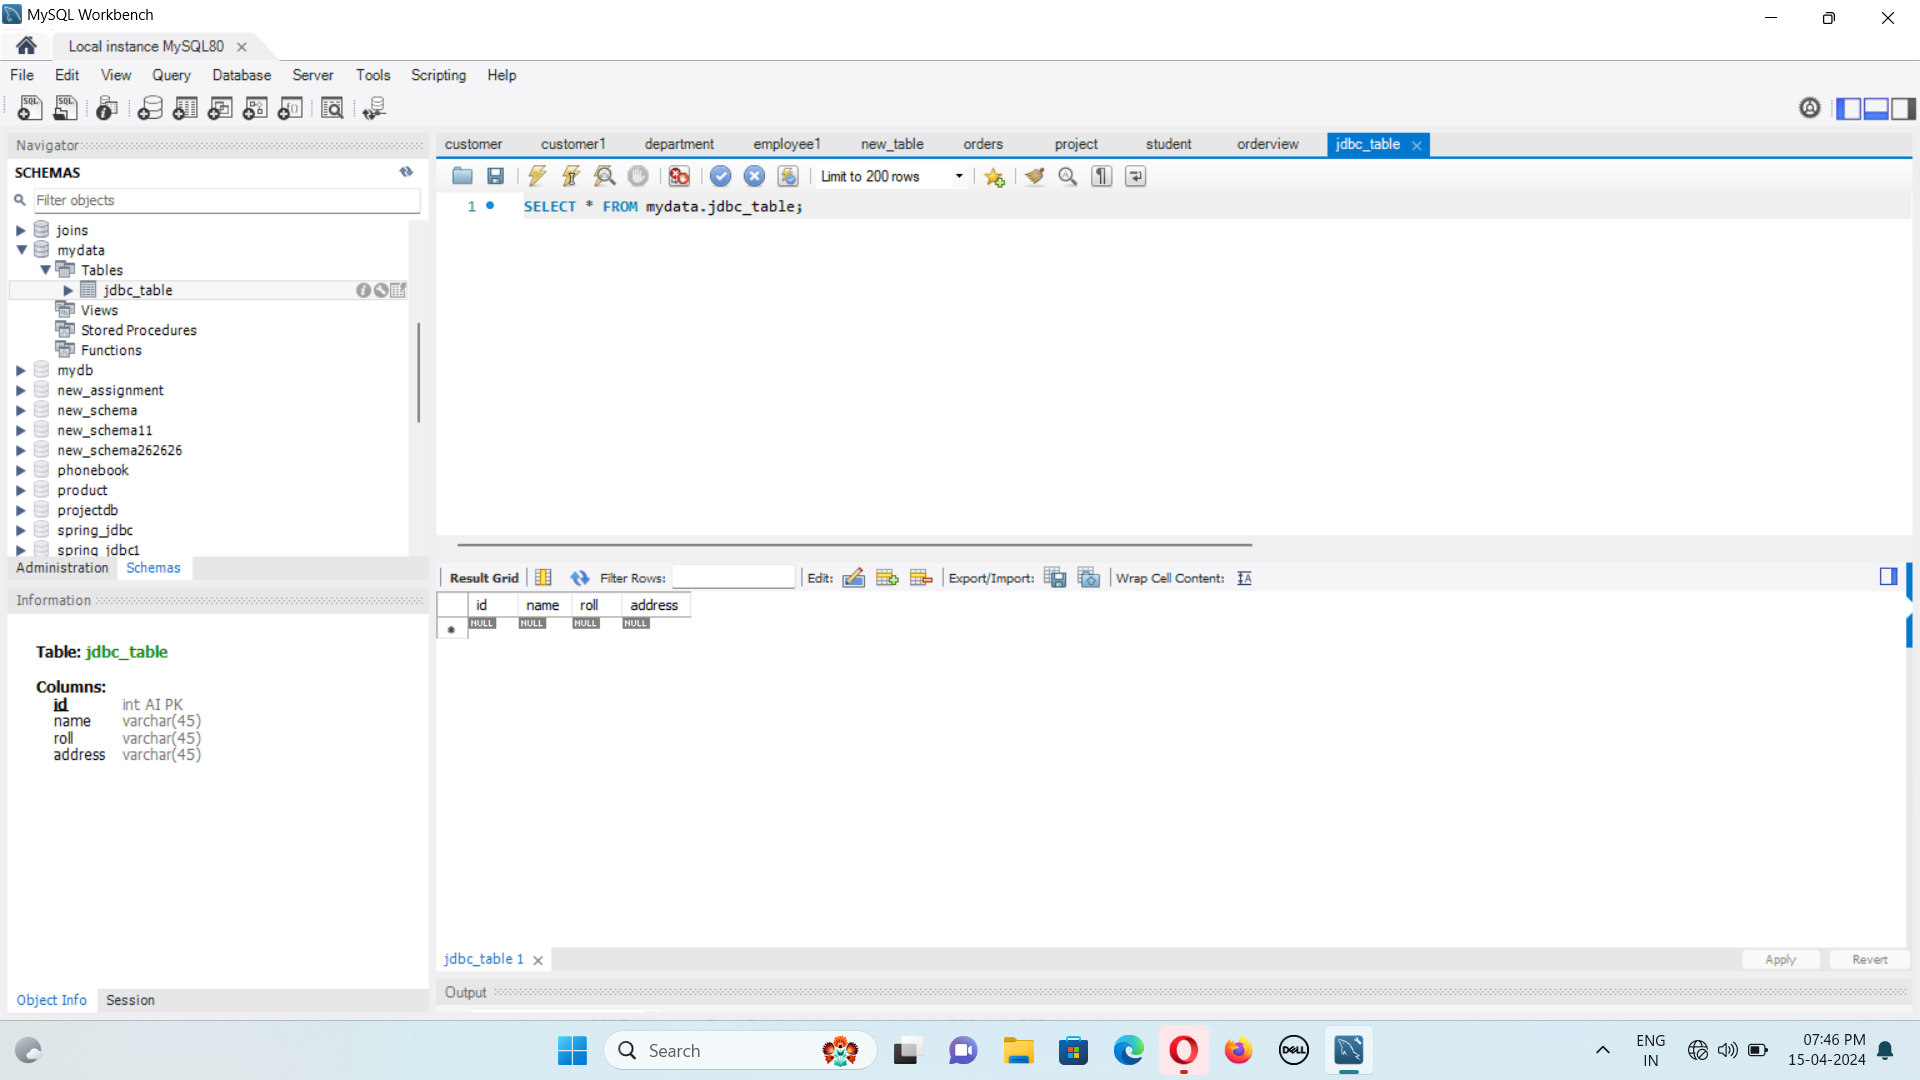 MySQL Workbench
Local instance MySQL80
File Edit View Query Database Server Tools Scripting Help
Navigator
SCHEMAS
Filter objects
joins
mydata
Tables
jdbc_table
Views
Stored Procedures
Functions
mydb
new_assignment
new_schema
new_schema11
new_schema262626
phonebook
product
projectdb
spring_jdbc
spring_jdbc1
Administration Schemas
Information
Table: jdbc_table
Columns:
id int AI PK
name varchar(45)
roll varchar(45)
address varchar(45)
Object Info Session
customer customer1 department employee1 new_table orders project student orderview jdbc_table
Limit to 200 rows
1 SELECT * FROM mydata.jdbc_table;
Result Grid Filter Rows: Edit: Export/Import: Wrap Cell Content:
id name roll address
NULL NULL NULL NULL
jdbc_table 1
Apply Revert
Output
Search
DELL
ENG
IN
07:46 PM
15-04-2024